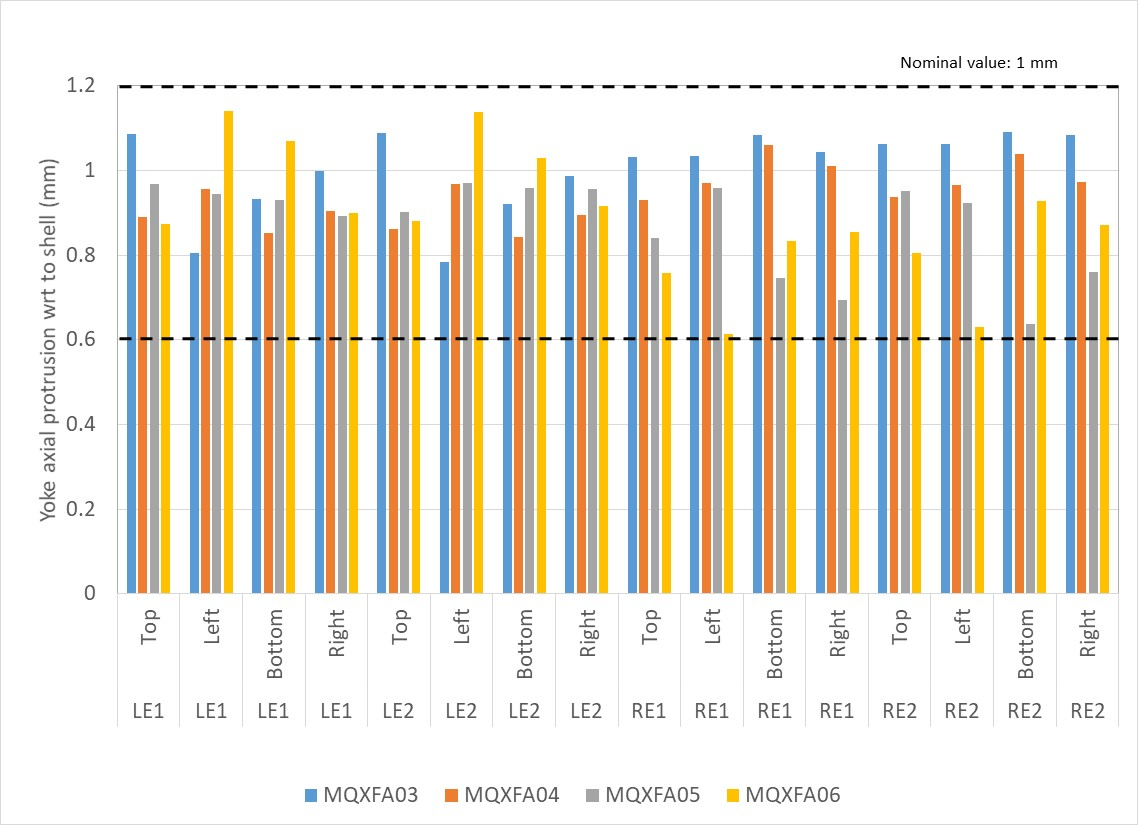 Nominal value: 1 mm
Yoke axial protrusion wrt to shell (mm)
1.2
1
0.8
0.6
0.4
0.2
0
Top Left Bottom Right Top Left Bottom Right Top Left Bottom Right Top Left Bottom Right
LE1 LE1 LE1 LE1 LE2 LE2 LE2 LE2 RE1 RE1 RE1 RE1 RE2 RE2 RE2 RE2
MQXFA03 MQXFA04 MQXFA05 MQXFA06